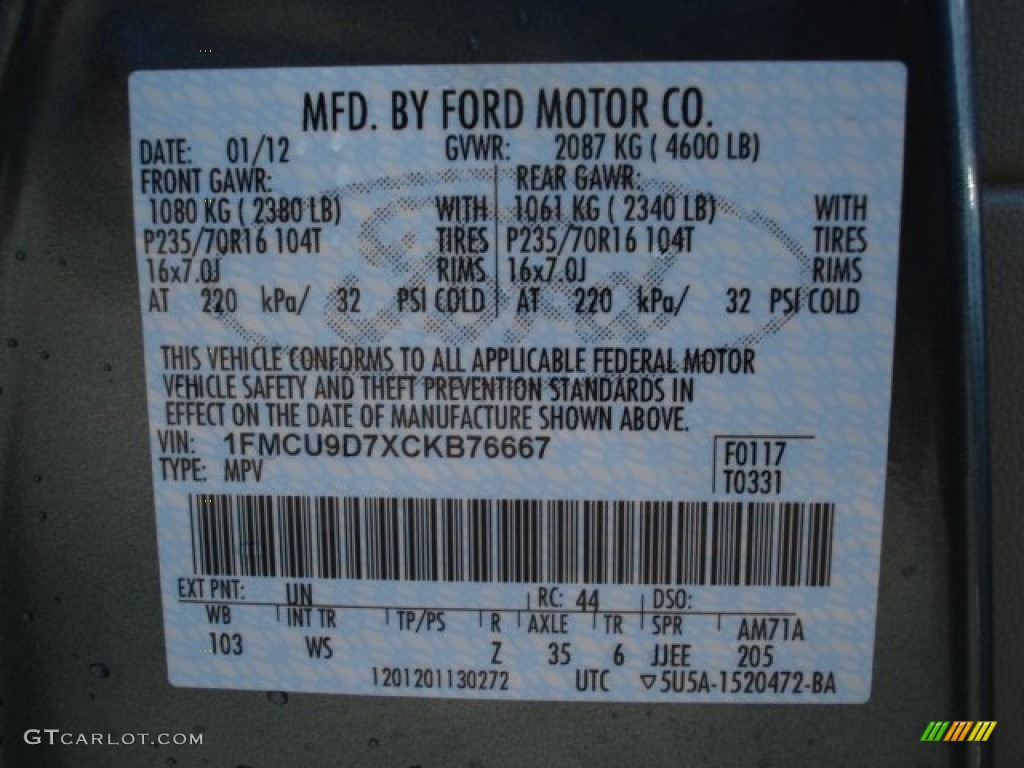 MFD. BY FORD MOTOR CO.
DATE: 01/12 GVWR: 2087 KG ( 4600 LB)
FRONT GAWR: REAR GAWR:
1080 KG ( 2380 LB) WITH 1061 KG ( 2340 LB) WITH
P235/70R16 104T TIRES P235/70R16 104T TIRES
16x7.0J RIMS 16x7.0J RIMS
AT 220 kPa/ 32 PSI COLD AT 220 kPa/ 32 PSI COLD
Ford
THIS VEHICLE CONFORMS TO ALL APPLICABLE FEDERAL MOTOR
VEHICLE SAFETY AND THEFT PREVENTION STANDARDS IN
EFFECT ON THE DATE OF MANUFACTURE SHOWN ABOVE.
VIN: 1FMCU9D7XCKB76667 F0117
TYPE: MPV T0331
EXT PNT: UN RC: 44 DSO:
WB INT TR TP/PS R AXLE TR SPR AM71A
103 WS Z 35 6 JJEE 205
1201201130272 UTC ▽5U5A-1520472-BA
GTCARLOT.COM